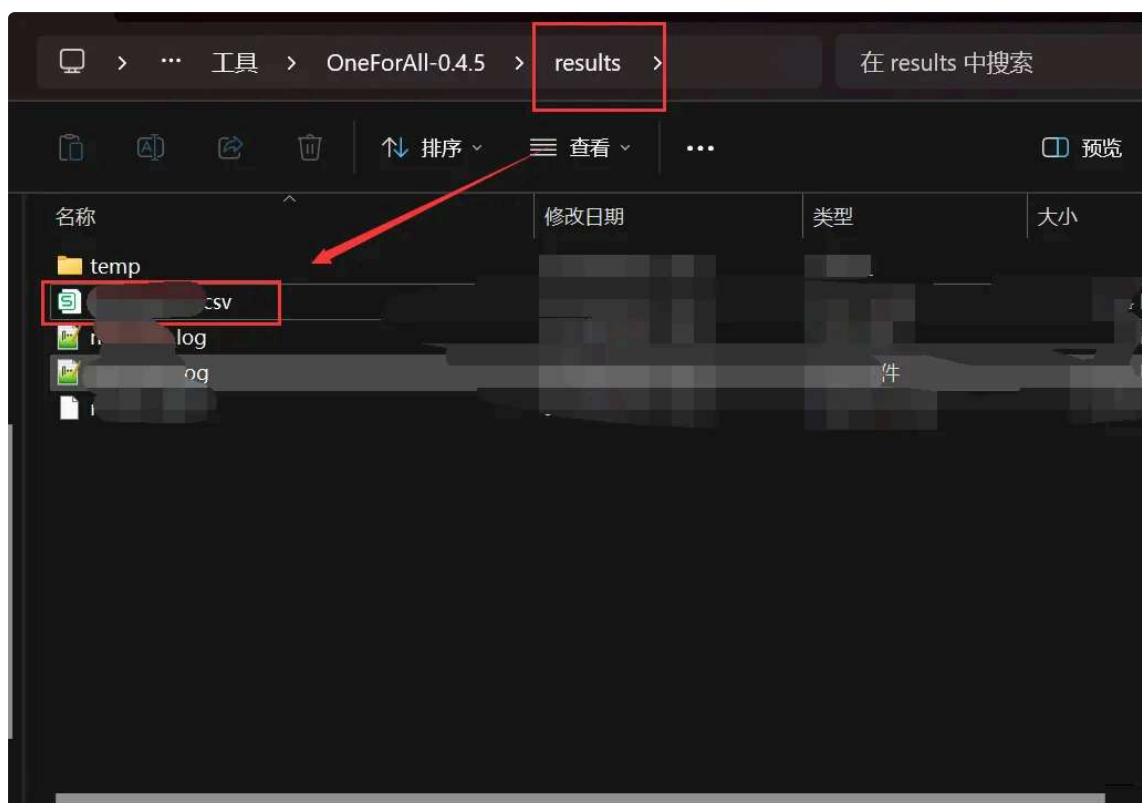 工具 OneForAll-0.4.5 results 在 results 中搜索
排序 查看 预览
名称 修改日期 类型 大小
temp
csv
log
og
件